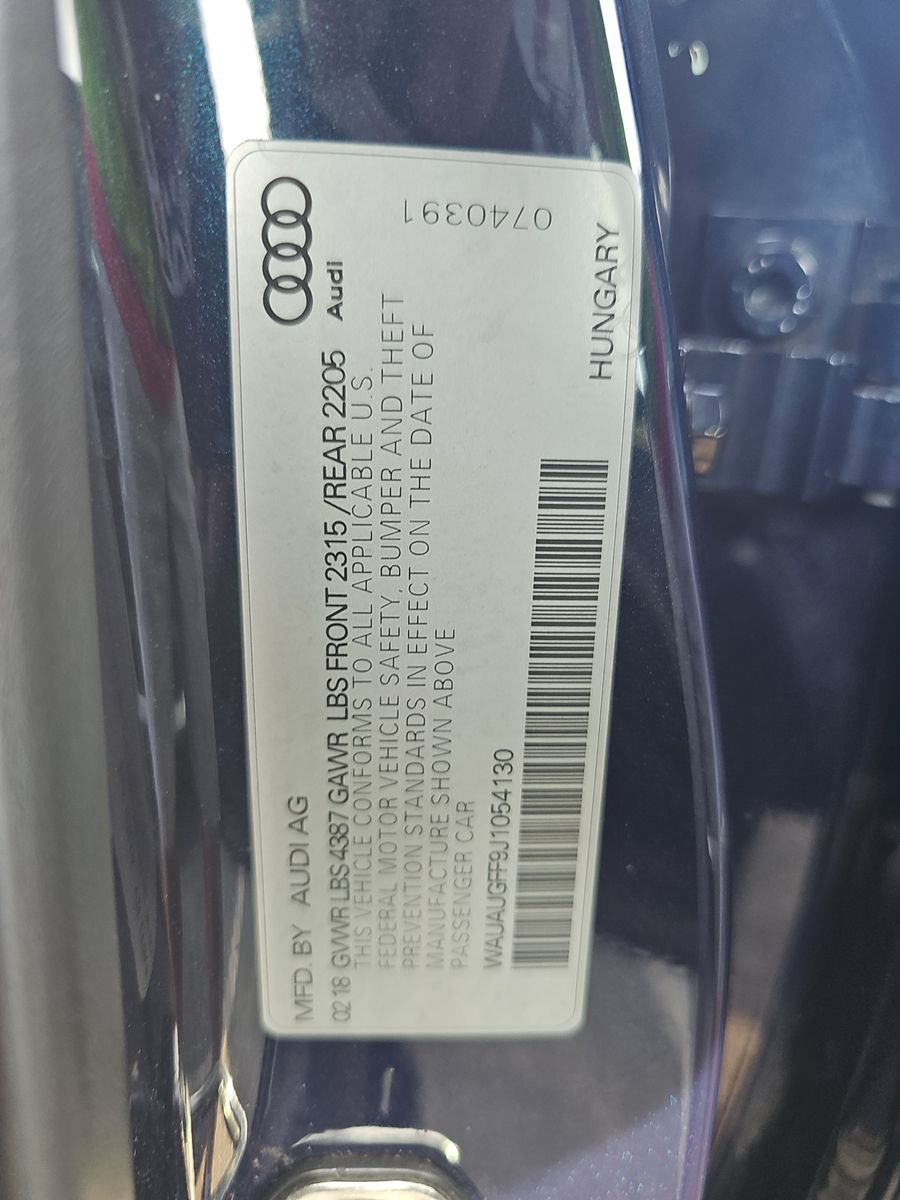 MFD. BY AUDI AG
Audi
02 18 GVWR LBS 4387 GAWR LBS FRONT 2315 / REAR 2205
THIS VEHICLE CONFORMS TO ALL APPLICABLE U.S.
FEDERAL MOTOR VEHICLE SAFETY, BUMPER AND THEFT
PREVENTION STANDARDS IN EFFECT ON THE DATE OF
MANUFACTURE SHOWN ABOVE
PASSENGER CAR
0740391
WAUAUGFF9J1054130
HUNGARY